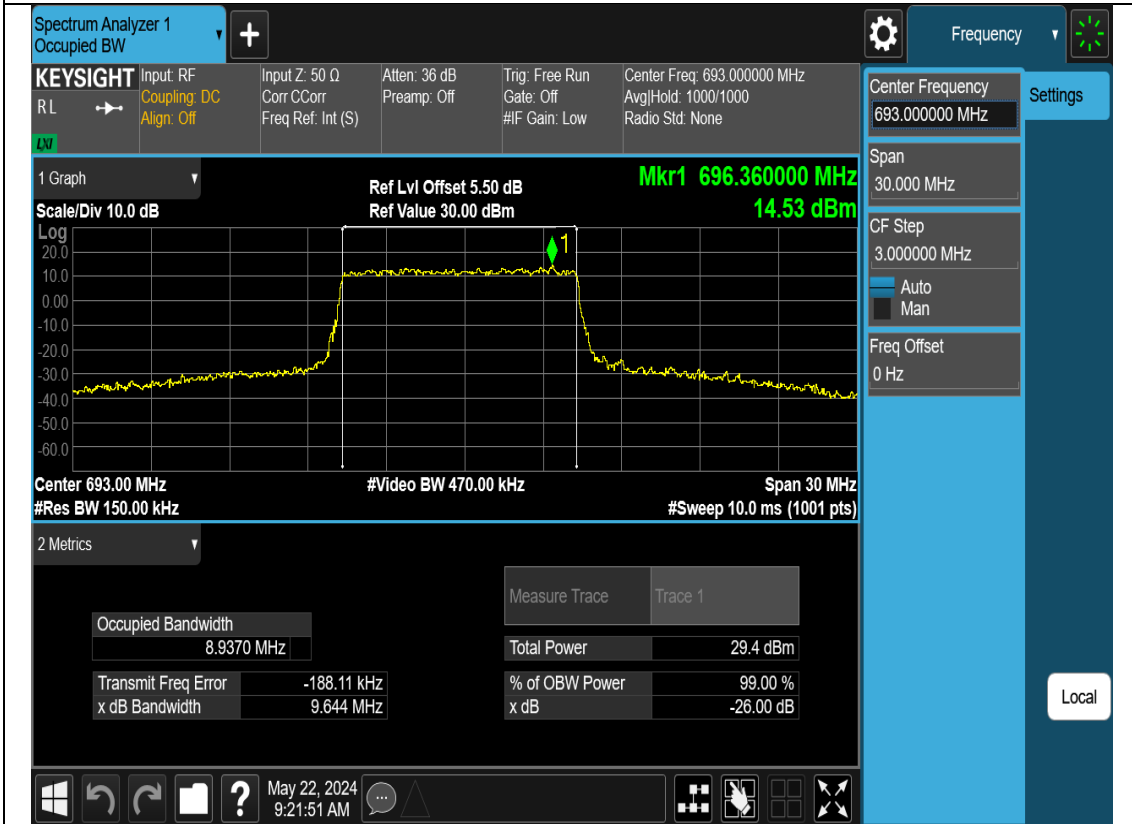 Spectrum Analyzer 1
Occupied BW
+
Frequency
KEYSIGHT
RL
LXI
Input: RF
Coupling: DC
Align: Off
Input Z: 50 Ω
Corr CCorr
Freq Ref: Int (S)
Atten: 36 dB
Preamp: Off
Trig: Free Run
Gate: Off
#IF Gain: Low
Center Freq: 693.000000 MHz
Avg|Hold: 1000/1000
Radio Std: None
Center Frequency
693.000000 MHz
Settings
Span
30.000 MHz
CF Step
3.000000 MHz
Auto
Man
Freq Offset
0 Hz
Local
1 Graph
Scale/Div 10.0 dB
Ref Lvl Offset 5.50 dB
Ref Value 30.00 dBm
Mkr1 696.360000 MHz
14.53 dBm
Log
20.0
10.0
0.00
-10.0
-20.0
-30.0
-40.0
-50.0
-60.0
1
Center 693.00 MHz
#Video BW 470.00 kHz
Span 30 MHz
#Res BW 150.00 kHz
#Sweep 10.0 ms (1001 pts)
2 Metrics
Measure Trace Trace 1
Occupied Bandwidth
8.9370 MHz
Total Power 29.4 dBm
Transmit Freq Error -188.11 kHz
% of OBW Power 99.00 %
x dB Bandwidth 9.644 MHz
x dB -26.00 dB
?
May 22, 2024
9:21:51 AM